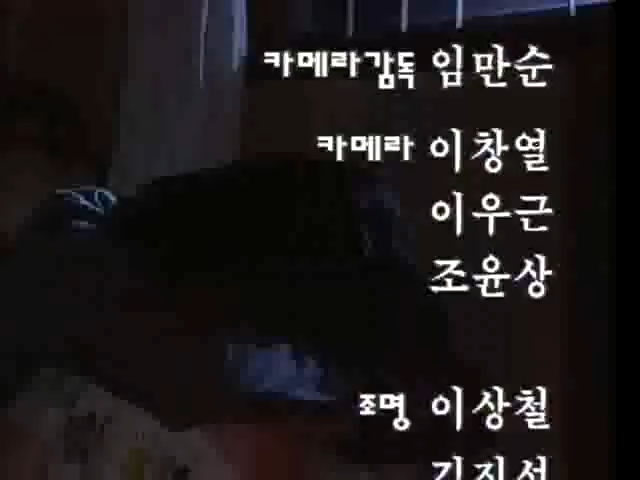 카메라감독 임만순
카메라 이창열
이우근
조윤상
조명 이상철